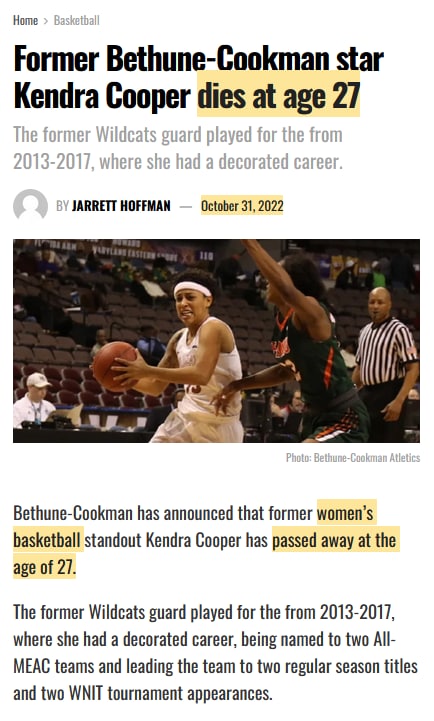 Home > Basketball
Former Bethune-Cookman star
Kendra Cooper dies at age 27
The former Wildcats guard played for the from
2013-2017, where she had a decorated career.
BY JARRETT HOFFMAN — October 31, 2022
Photo: Bethune-Cookman Atletics
Bethune-Cookman has announced that former women's
basketball standout Kendra Cooper has passed away at the
age of 27.
The former Wildcats guard played for the from 2013-2017,
where she had a decorated career, being named to two All-
MEAC teams and leading the team to two regular season titles
and two WNIT tournament appearances.